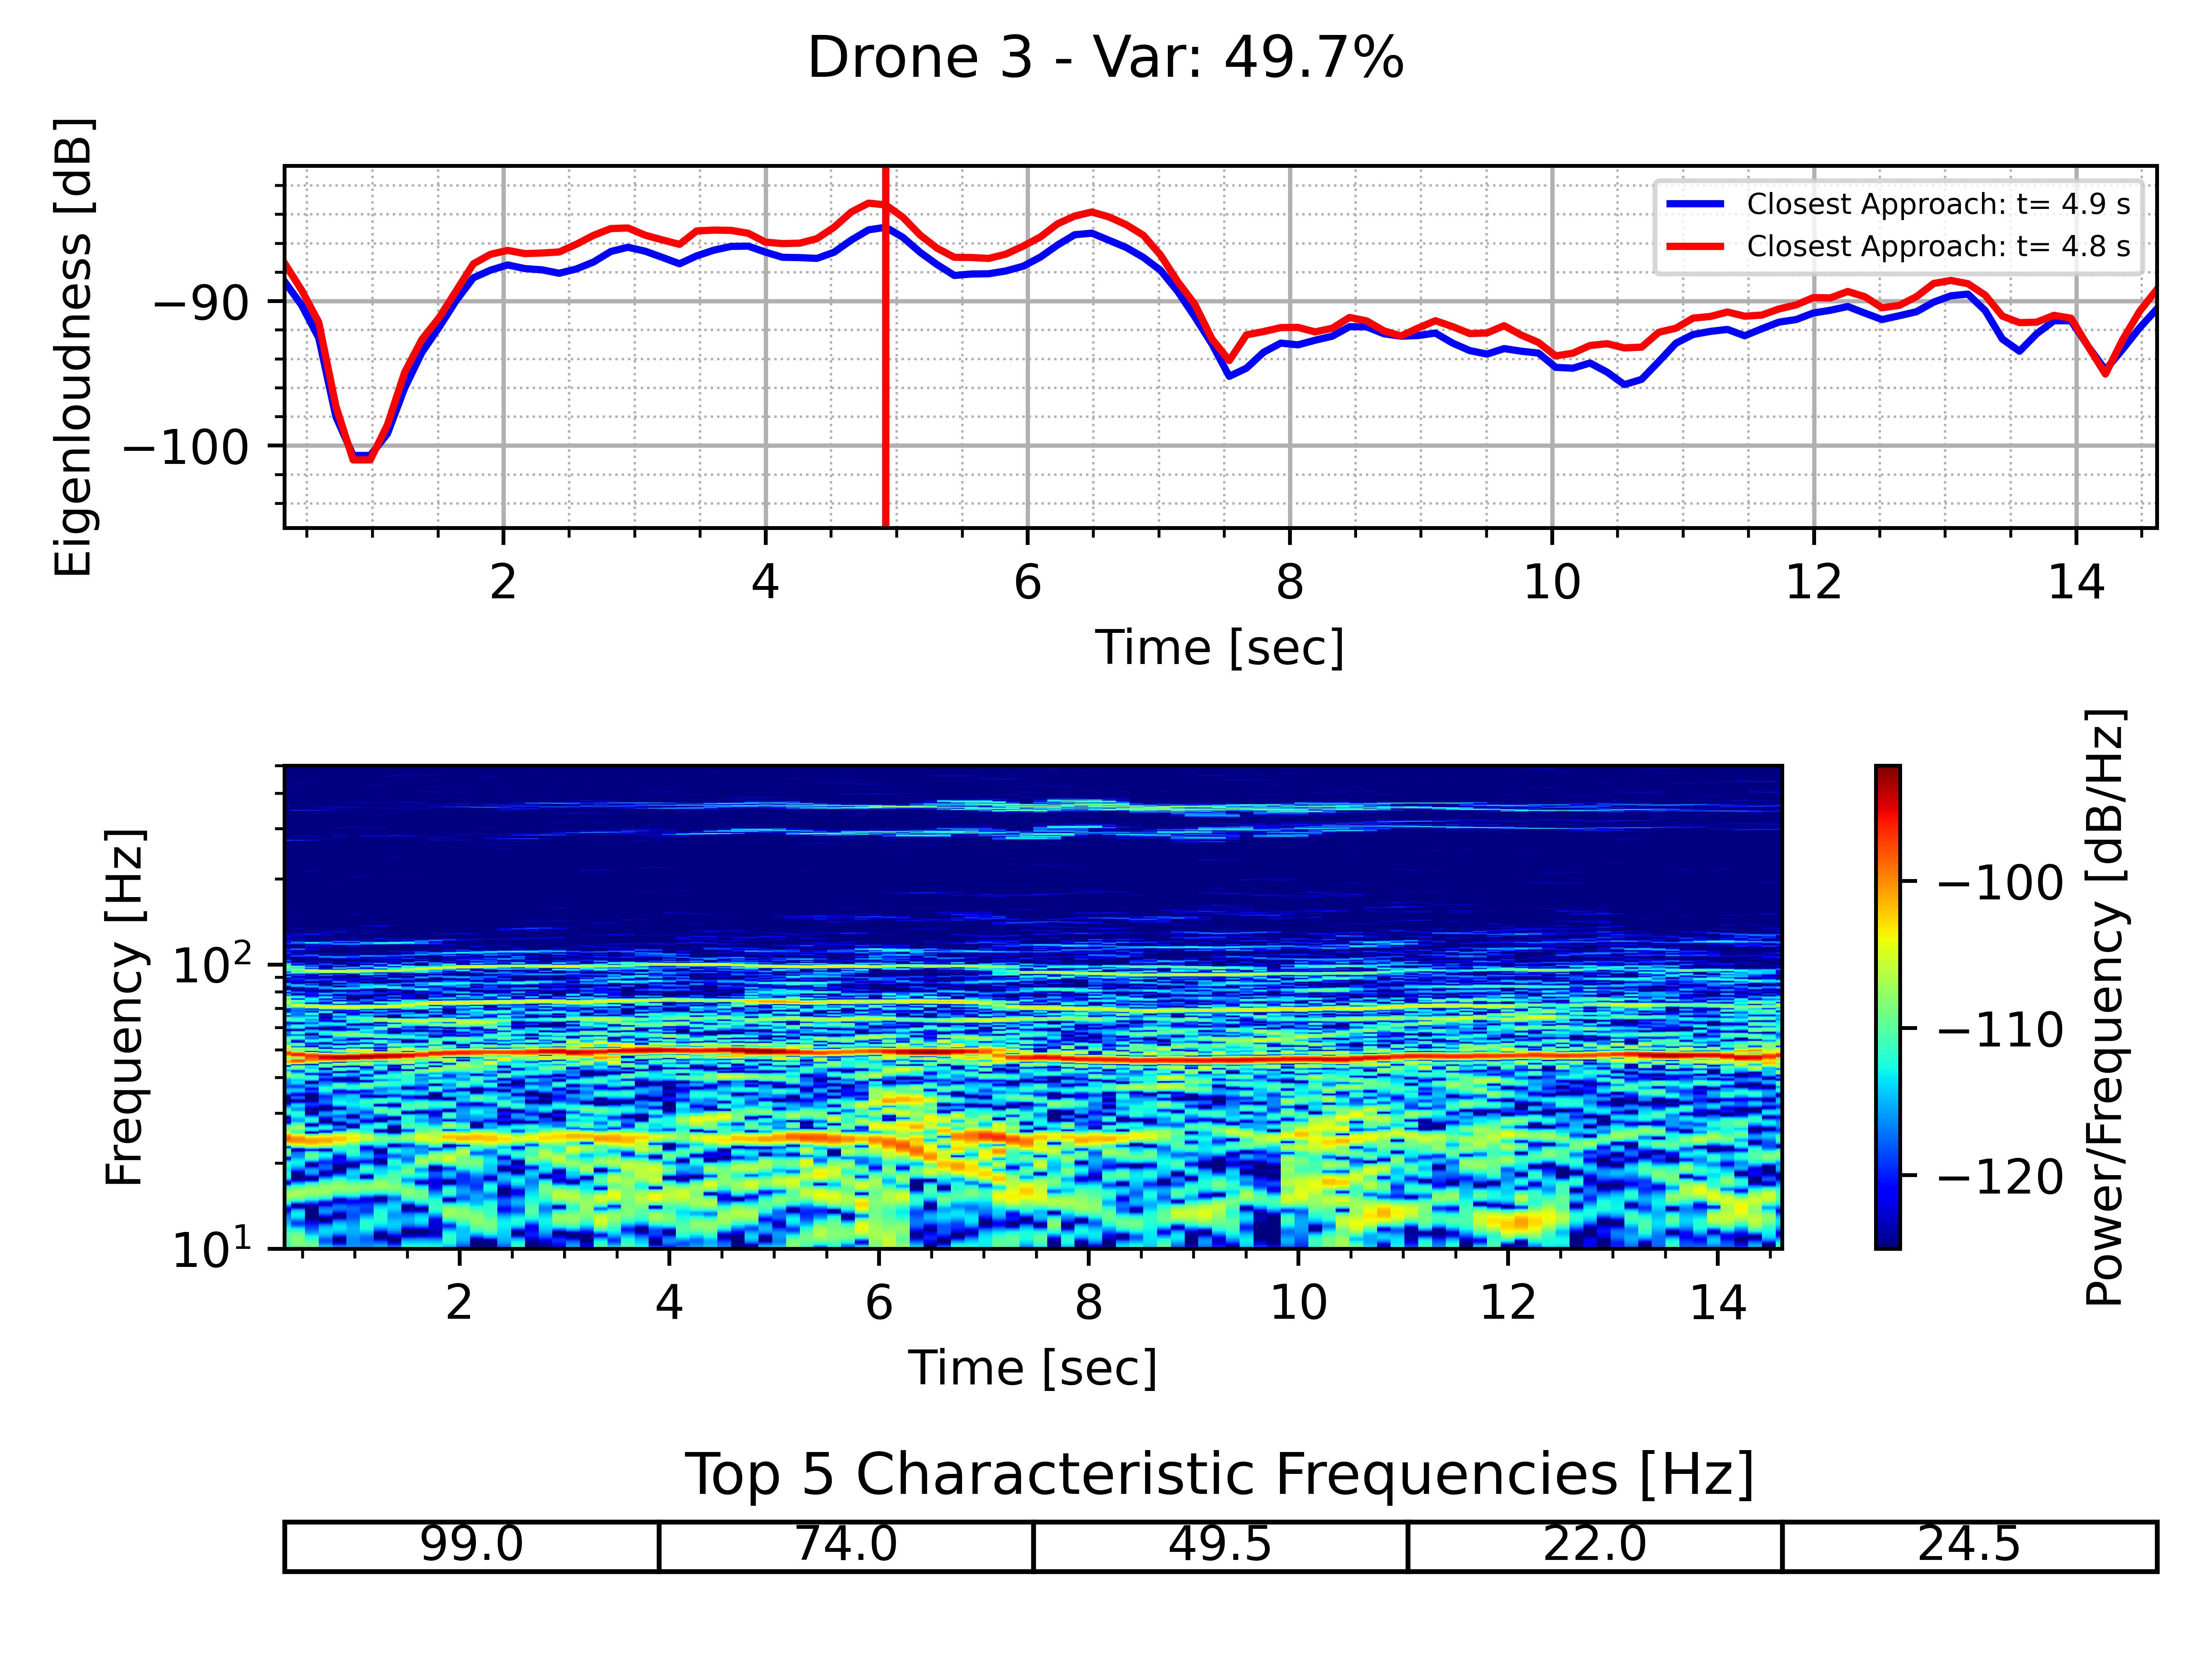 Drone 3 - Var: 49.7%
Eigenloudness [dB]
−90
−100
Closest Approach: t= 4.9 s
Closest Approach: t= 4.8 s
2 4 6 8 10 12 14
Time [sec]
Frequency [Hz]
10²
10¹
2 4 6 8 10 12 14
Time [sec]
−100
−110
−120
Power/Frequency [dB/Hz]
Top 5 Characteristic Frequencies [Hz]
99.0 74.0 49.5 22.0 24.5